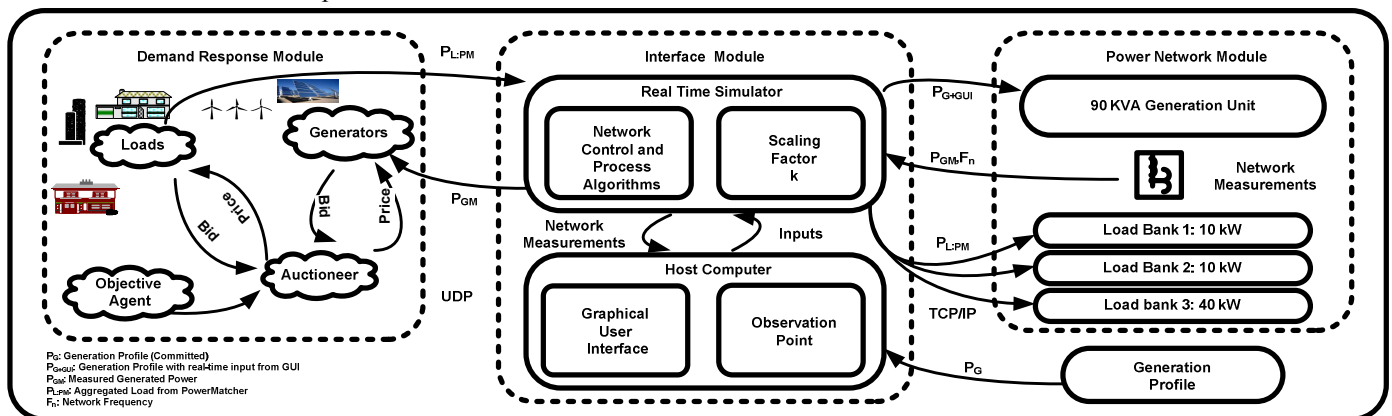 Demand Response Module
Loads
Generators
Bid
Price
Bid
Price
Objective
Agent
Auctioneer
PG: Generation Profile (Committed)
PG+GUI: Generation Profile with real-time input from GUI
PGM: Measured Generated Power
PL:PM: Aggregated Load from PowerMatcher
Fn: Network Frequency
PL:PM
PGM
UDP
Interface Module
Real Time Simulator
Network
Control and
Process
Algorithms
Scaling
Factor
k
Network
Measurements
Inputs
Host Computer
Graphical
User
Interface
Observation
Point
PG+GUI
PGM,Fn
PL:PM
TCP/IP
PG
Power Network Module
90 KVA Generation Unit
Network
Measurements
Load Bank 1: 10 kW
Load Bank 2: 10 kW
Load bank 3: 40 kW
Generation
Profile